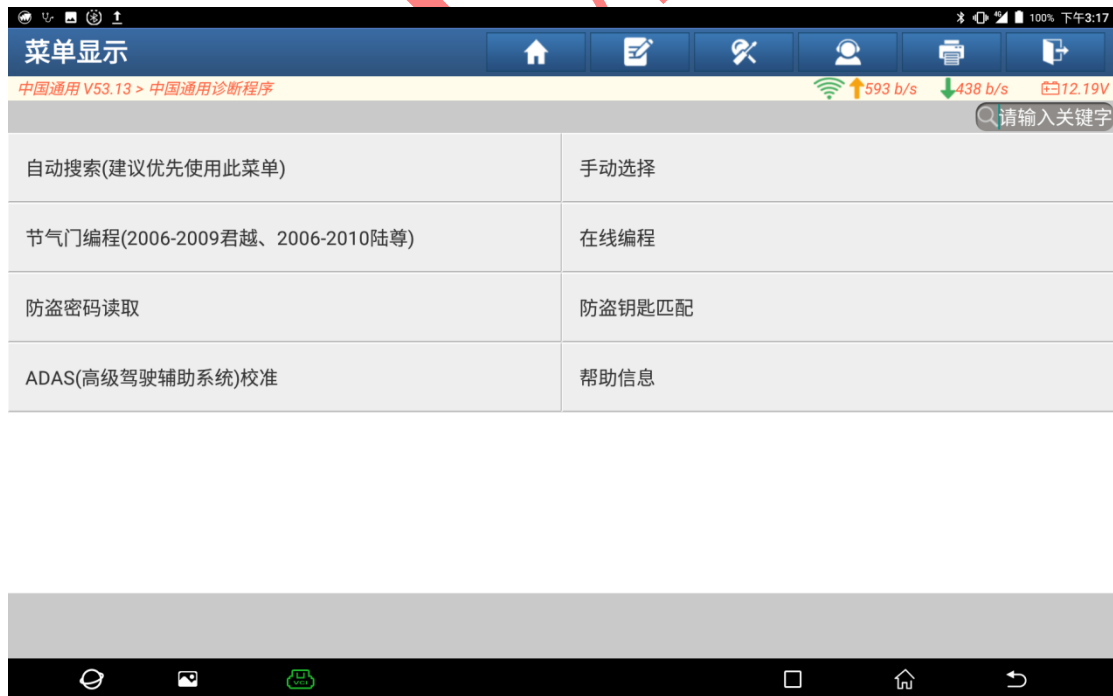 100% 下午3:17
菜单显示
中国通用 V53.13 > 中国通用诊断程序
593 b/s 438 b/s 12.19V
请输入关键字
自动搜索(建议优先使用此菜单) 手动选择
节气门编程(2006-2009君越、2006-2010陆尊) 在线编程
防盗密码读取 防盗钥匙匹配
ADAS(高级驾驶辅助系统)校准 帮助信息
VCI